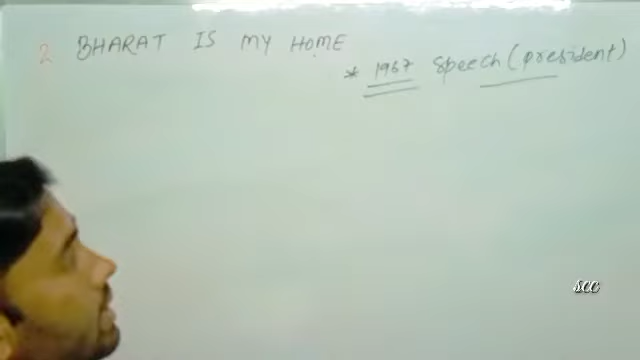 2 BHARAT IS MY HOME
* 1967 Speech (president)
scc